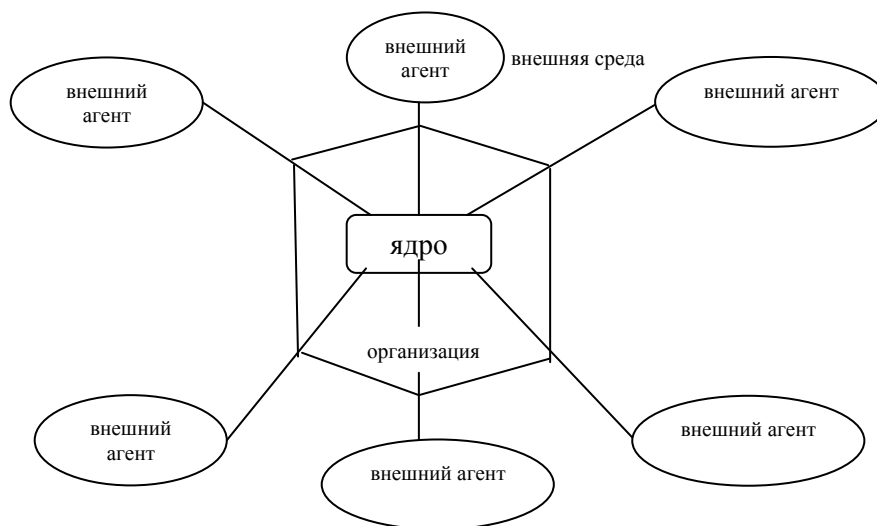 внешний
агент
внешняя среда
внешний
агент
внешний агент
ядро
организация
внешний
агент
внешний агент
внешний агент